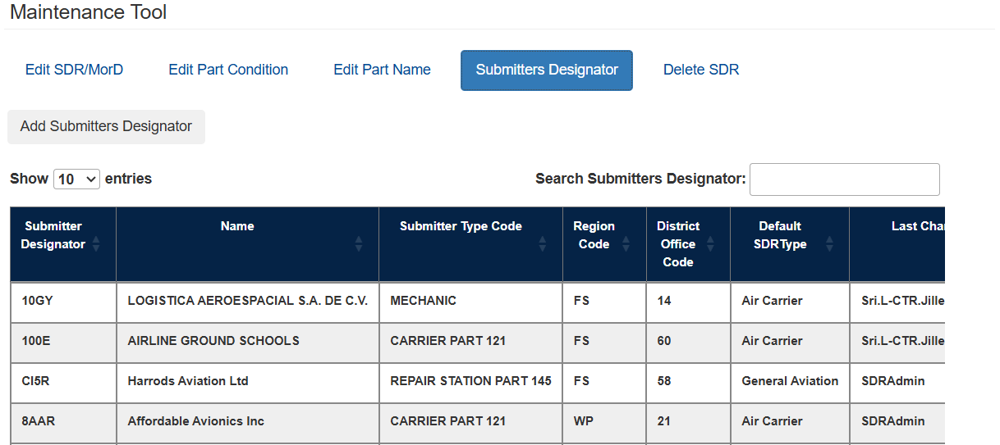 Maintenance Tool
Edit SDR/MorD Edit Part Condition Edit Part Name Submitters Designator Delete SDR
Add Submitters Designator
Show 10 entries Search Submitters Designator:
Submitter Designator Name Submitter Type Code Region Code District Office Code Default SDRType Last Char
10GY LOGISTICA AEROESPACIAL S.A. DE C.V. MECHANIC FS 14 Air Carrier Sri.L-CTR.Jille
100E AIRLINE GROUND SCHOOLS CARRIER PART 121 FS 60 Air Carrier Sri.L-CTR.Jille
CI5R Harrods Aviation Ltd REPAIR STATION PART 145 FS 58 General Aviation SDRAdmin
8AAR Affordable Avionics Inc CARRIER PART 121 WP 21 Air Carrier SDRAdmin